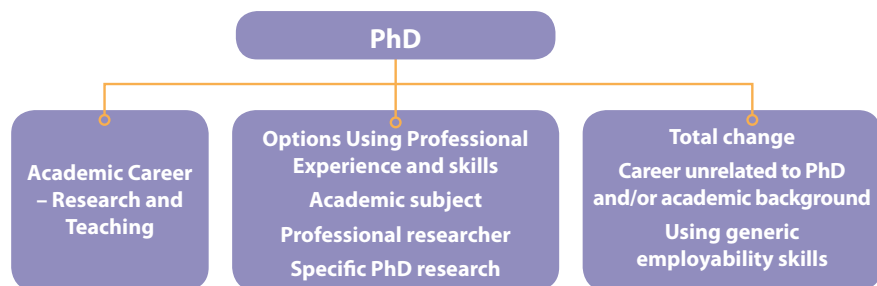 PhD
Academic Career
– Research and
Teaching
Options Using Professional
Experience and skills
Academic subject
Professional researcher
Specific PhD research
Total change
Career unrelated to PhD
and/or academic background
Using generic
employability skills